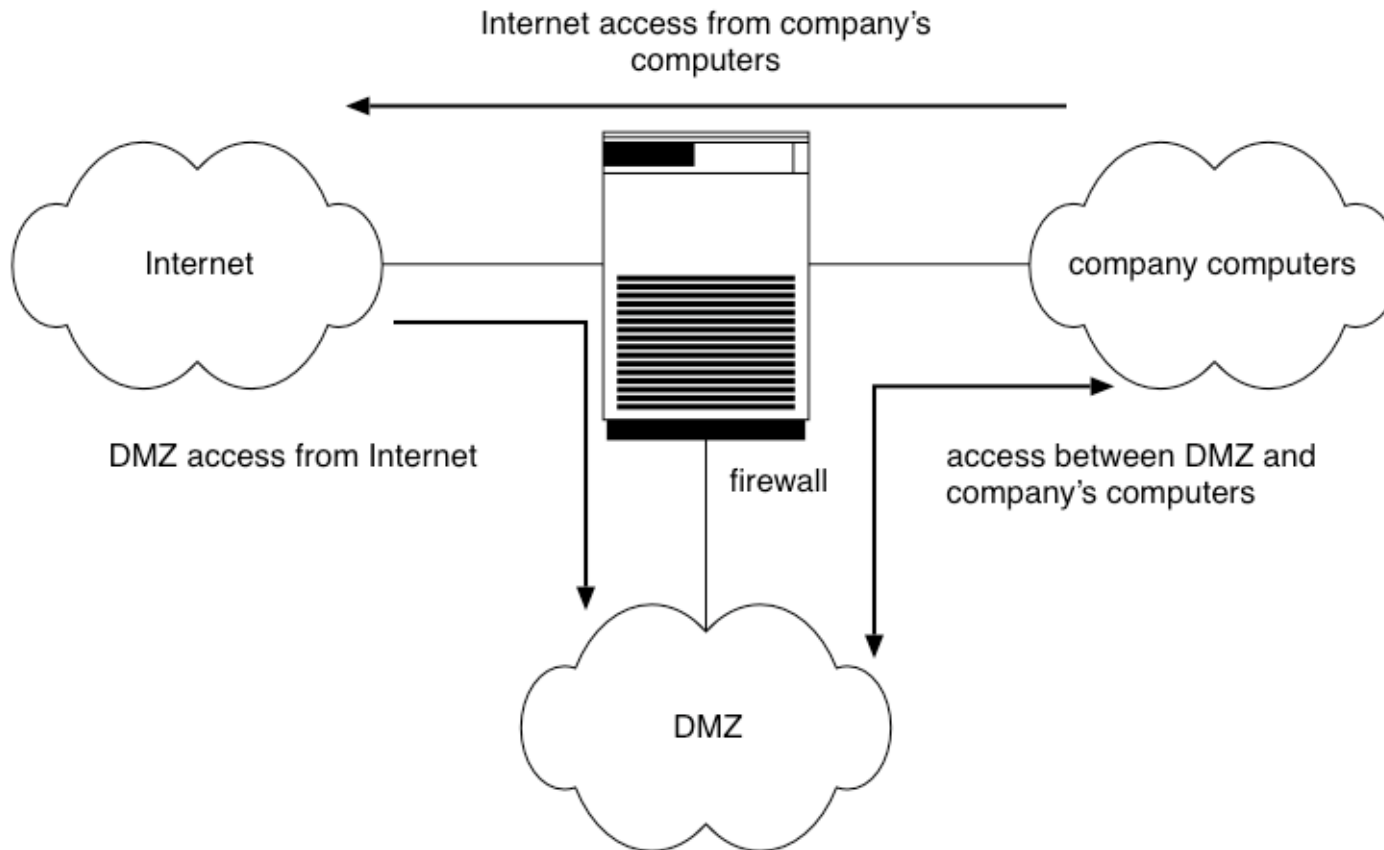 Internet access from company's
computers
Internet
company computers
DMZ access from Internet
firewall
access between DMZ and
company's computers
DMZ